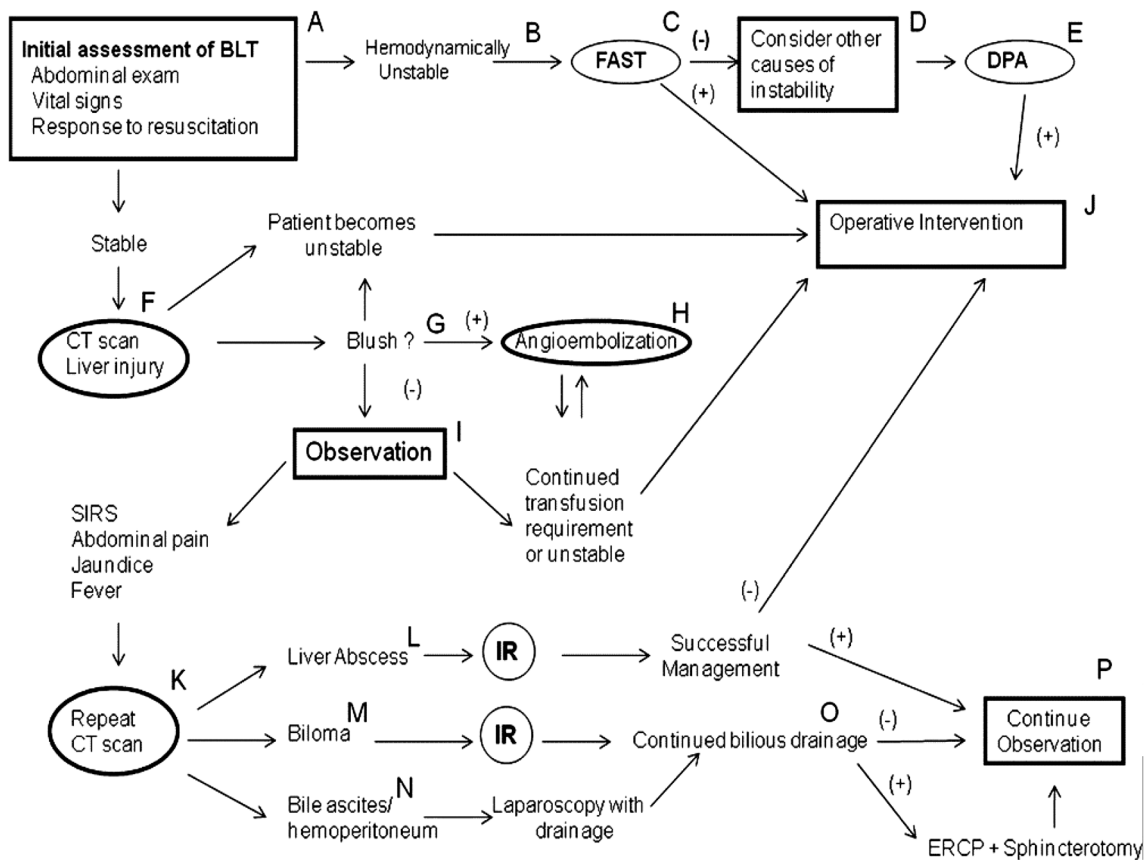 A
Initial assessment of BLT
Abdominal exam
Vital signs
Response to resuscitation
Hemodynamically
Unstable
B
C
FAST
(-)
(+)
Consider other
causes of
instability
D
E
DPA
(+)
J
Operative Intervention
Stable
Patient becomes
unstable
F
CT scan
Liver injury
Blush ?
G
(+)
H
Angioembolization
(-)
I
Observation
Continued
transfusion
requirement
or unstable
SIRS
Abdominal pain
Jaundice
Fever
K
Repeat
CT scan
Liver Abscess
L
IR
Successful
Management
(-)
(+)
Biloma
M
IR
Continued bilious drainage
O
(-)
(+)
P
Continue
Observation
Bile ascites/
hemoperitoneum
N
Laparoscopy with
drainage
ERCP + Sphincterotomy